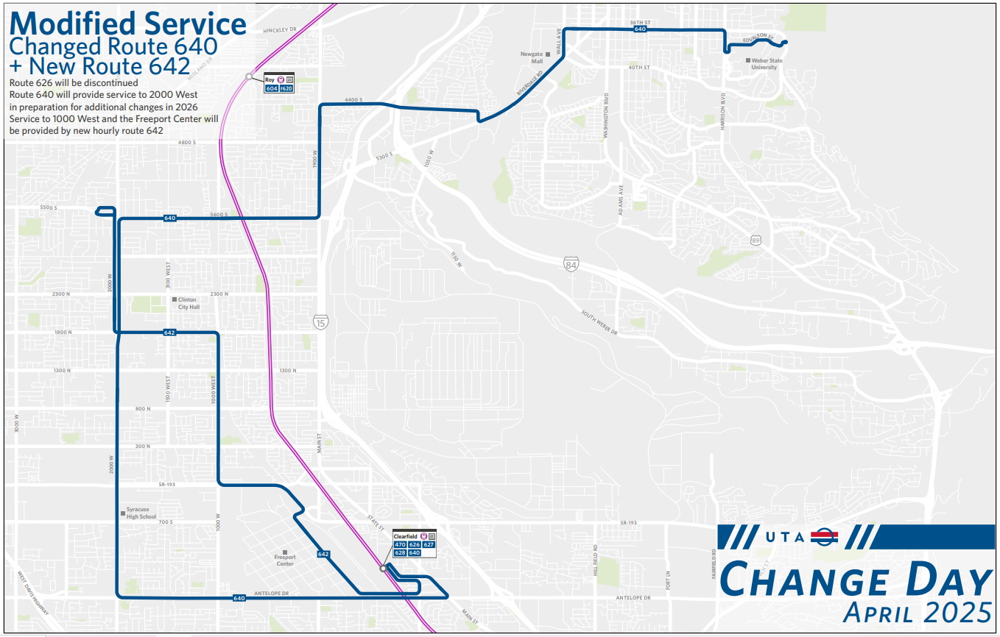 Modified Service
Changed Route 640
+ New Route 642
Route 626 will be discontinued
Route 640 will provide service to 2000 West
in preparation for additional changes in 2026
Service to 1000 West and the Freeport Center will
be provided by new hourly route 642
HINCKLEY DR
MIDLAND DR
Roy
604 F620
36TH ST
640
WALL AVE
EDVALSON ST
Newgate
Mall
Weber State
University
40TH ST
RIVERDALE RD
4400 S
WASHINGTON BLVD
HARRISON BLVD
4800 S
1900 W
5300 S
1050 W
ADAMS AVE
5500 S
640
5600 S
89
1150 W
84
2000 W
3100 WEST
2300 N
2300 N
Clinton
City Hall
15
SOUTH WEBER DR
1800 N
642
1300 N
1300 N
1500 WEST
1000 WEST
800 N
3000 W
300 N
MAIN ST
2000 W
SR-193
Syracuse
High School
700 S
1000 W
STATE ST
SR-193
Clearfield
470 626 627
628 640
UTA
642
Freeport
Center
HILL FIELD RD
FORT LN
FAIRFIELD RD
CH ST
WEST DAVIS HIGHWAY
ANTELOPE DR
640
ANTELOPE DR
MAIN ST
CHANGE DAY
APRIL 2025